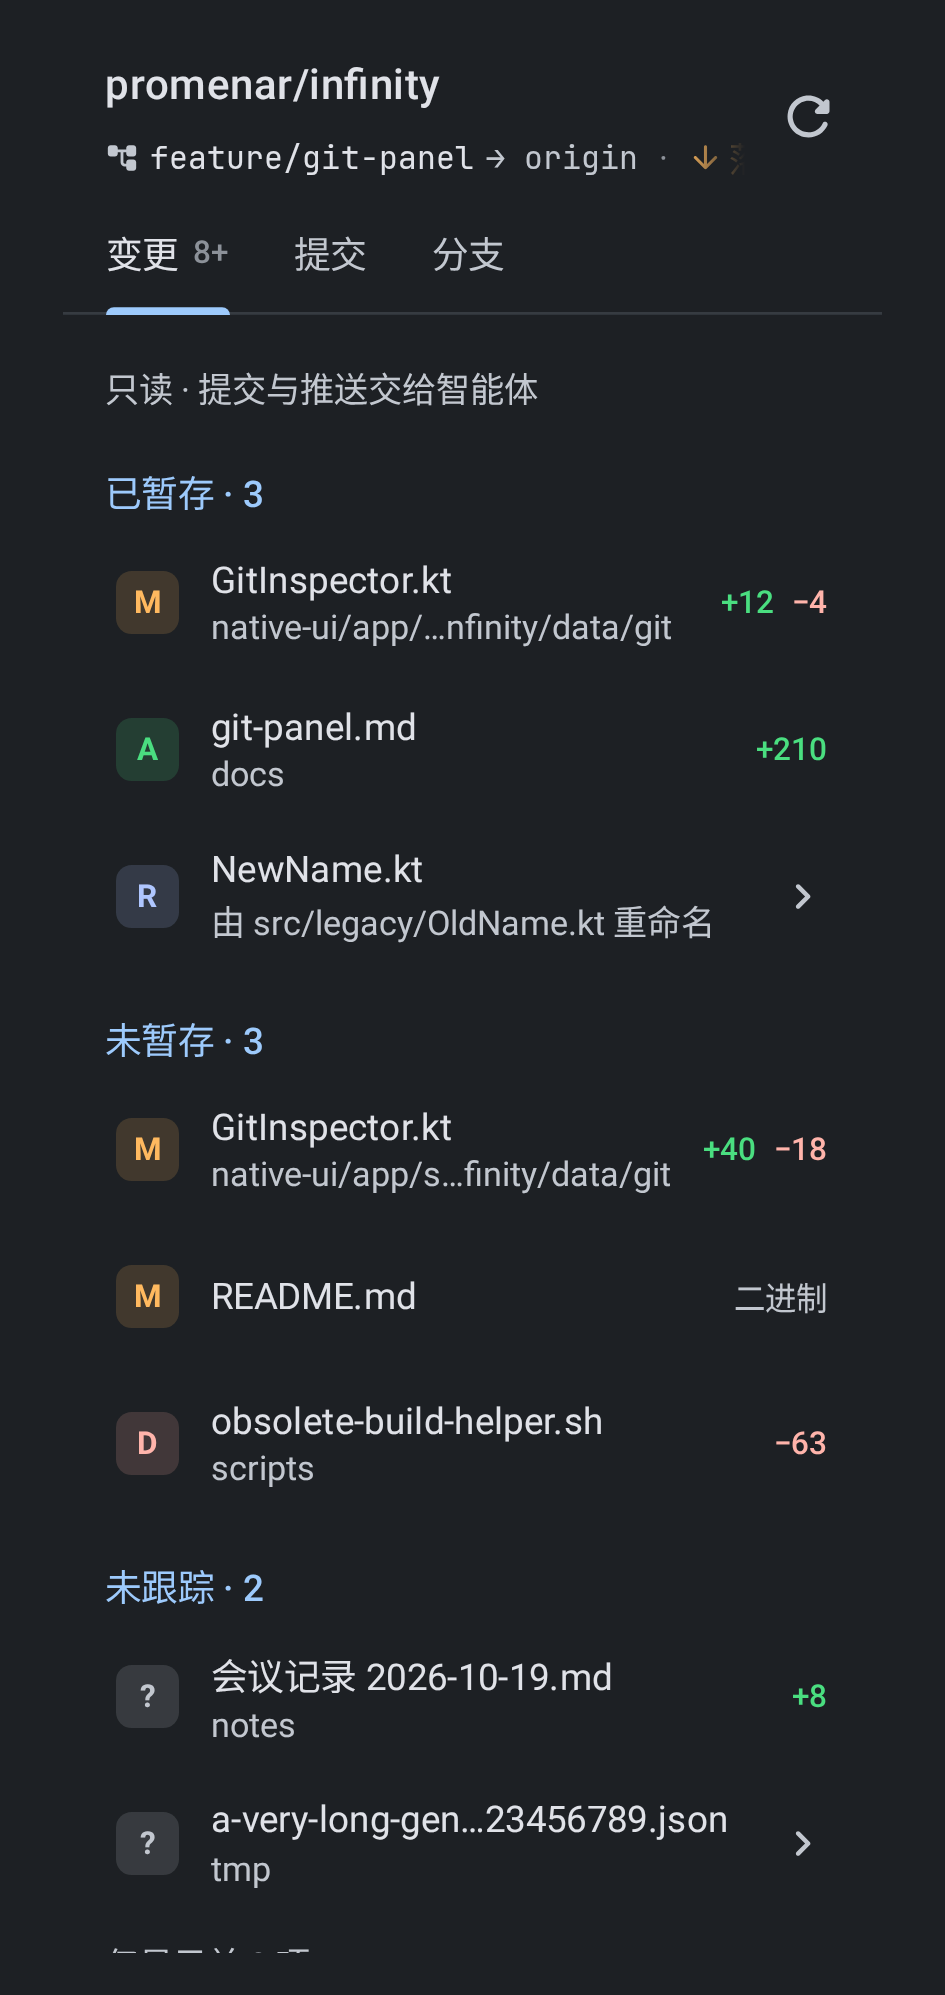 promenar/infinity
feature/git-panel → origin · ↓
变更 8+ 提交 分支
只读 · 提交与推送交给智能体
已暂存 · 3
M GitInspector.kt +12 −4
native-ui/app/…nfinity/data/git
A git-panel.md +210
docs
R NewName.kt
由 src/legacy/OldName.kt 重命名
未暂存 · 3
M GitInspector.kt +40 −18
native-ui/app/s…finity/data/git
M README.md 二进制
D obsolete-build-helper.sh −63
scripts
未跟踪 · 2
? 会议记录 2026-10-19.md +8
notes
? a-very-long-gen…23456789.json
tmp